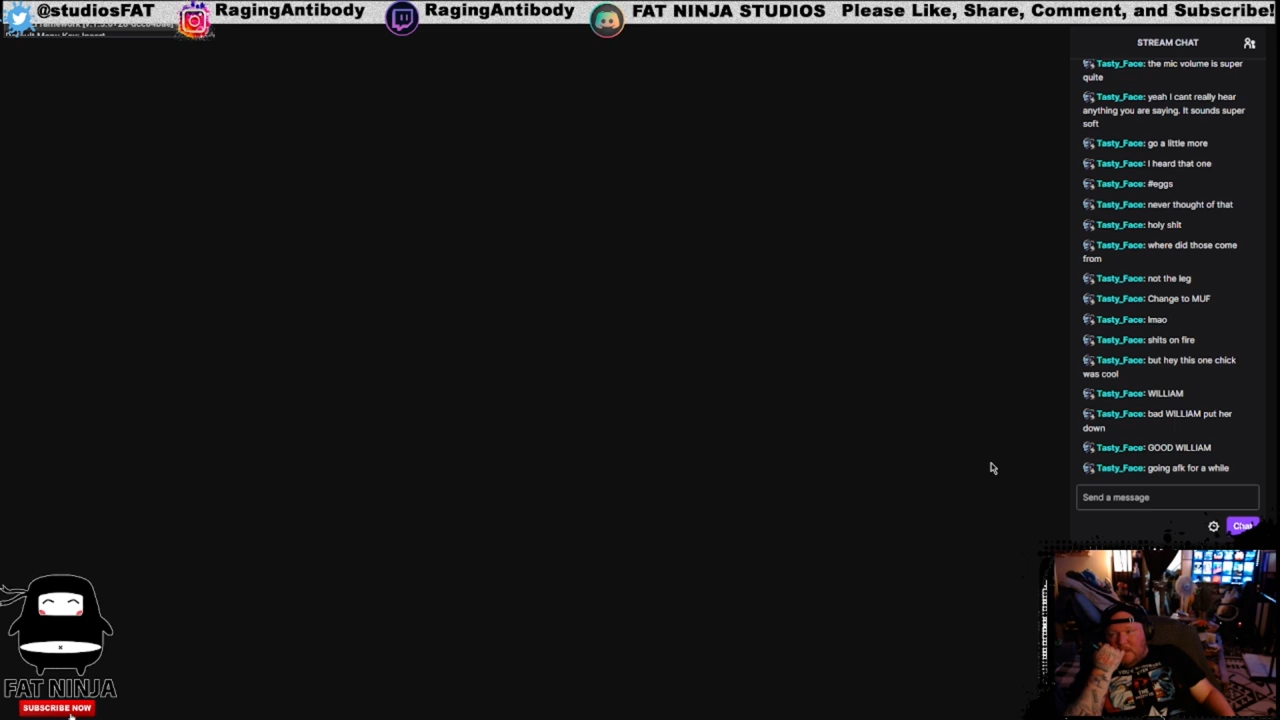 @studiosFAT
RagingAntibody
RagingAntibody
FAT NINJA STUDIOS Please Like, Share, Comment, and Subscribe!
Default Menu Key Insert
STREAM CHAT
Tasty_Face: the mic volume is super
quite
Tasty_Face: yeah I cant really hear
anything you are saying. It sounds super
soft
Tasty_Face: go a little more
Tasty_Face: I heard that one
Tasty_Face: #eggs
Tasty_Face: never thought of that
Tasty_Face: holy shit
Tasty_Face: where did those come
from
Tasty_Face: not the leg
Tasty_Face: Change to MUF
Tasty_Face: lmao
Tasty_Face: shits on fire
Tasty_Face: but hey this one chick
was cool
Tasty_Face: WILLIAM
Tasty_Face: bad WILLIAM put her
down
Tasty_Face: GOOD WILLIAM
Tasty_Face: going afk for a while
Send a message
Chat
FAT NINJA
SUBSCRIBE NOW